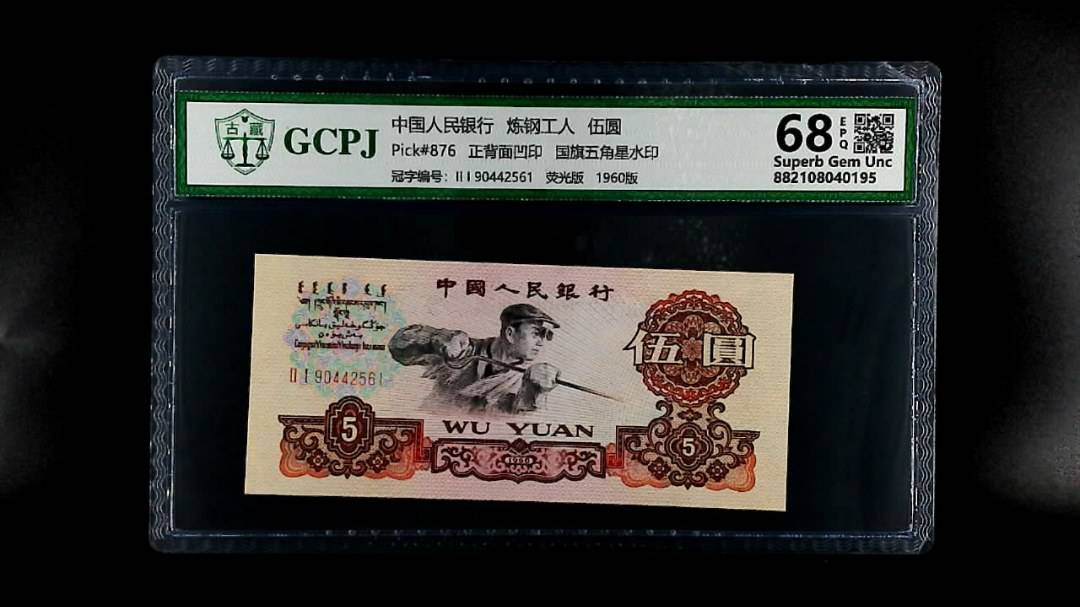 古藏
GCPJ
中国人民银行 炼钢工人 伍圆
Pick#876 正背面凹印 国旗五角星水印
冠字编号：II I 90442561 荧光版 1960版
68
EPQ
Superb Gem Unc
882108040195
中國人民銀行
II I 90442561
伍圓
5
WU YUAN
1960
5